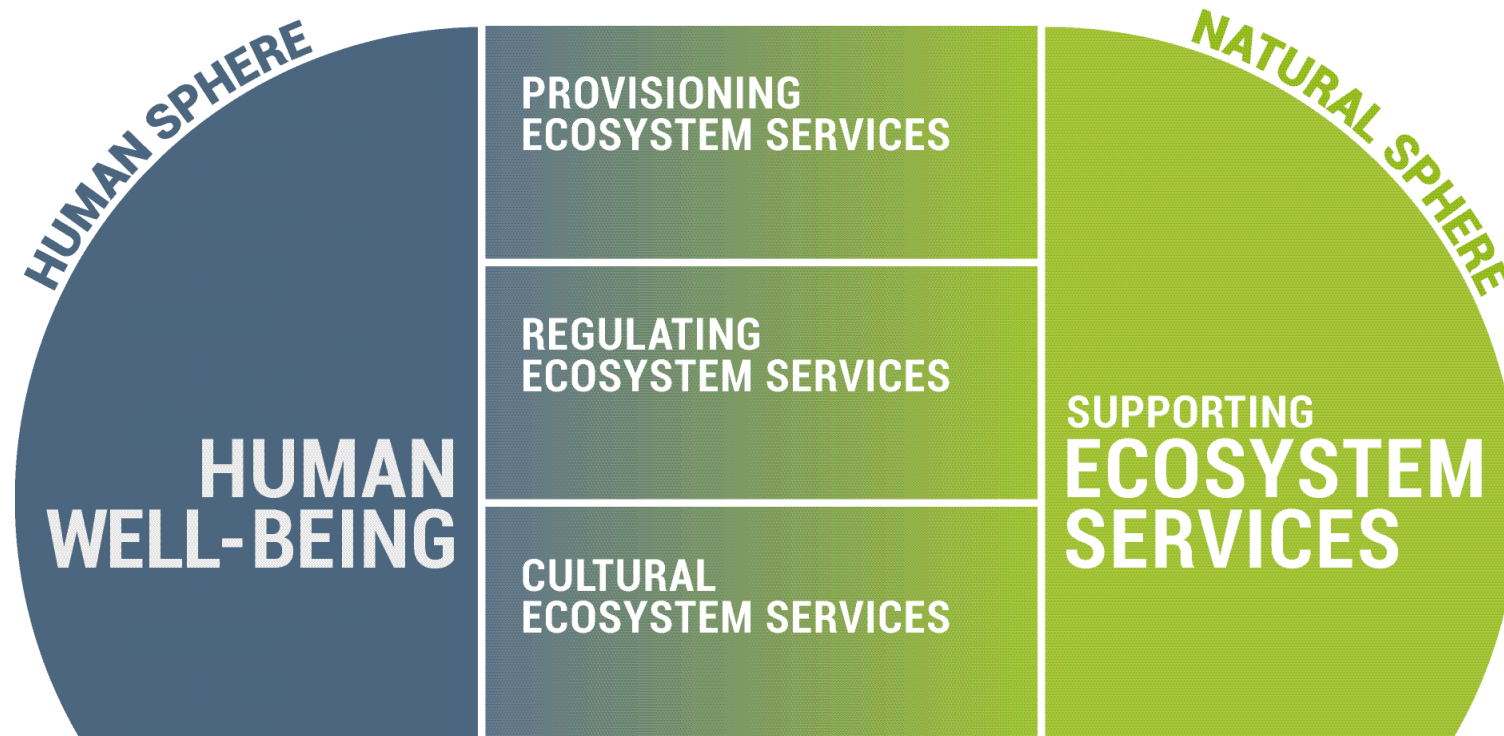 HUMAN SPHERE
NATURAL SPHERE
PROVISIONING
ECOSYSTEM SERVICES
REGULATING
ECOSYSTEM SERVICES
CULTURAL
ECOSYSTEM SERVICES
HUMAN
WELL-BEING
SUPPORTING
ECOSYSTEM
SERVICES